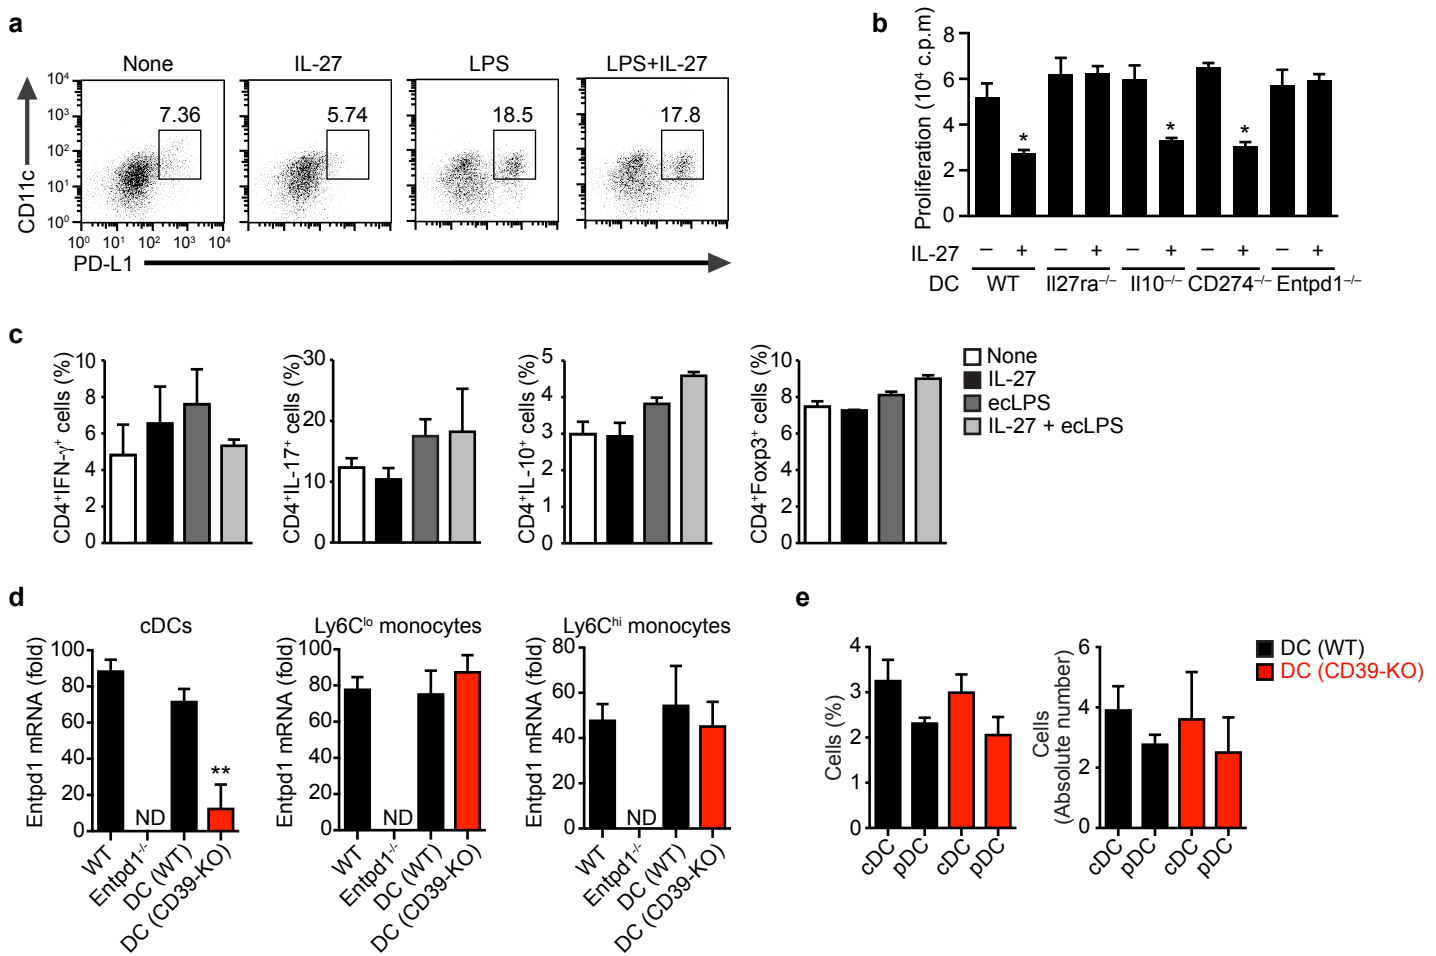 a
None
IL-27
LPS
LPS+IL-27
CD11c
10⁴
10³
10²
10¹
10⁰
7.36
5.74
18.5
17.8
10⁰ 10¹ 10² 10³ 10⁴
PD-L1
b
Proliferation (10⁴ c.p.m)
8
6
4
2
0
* * *
IL-27 – + – + – + – + – +
DC WT Il27ra⁻/⁻ Il10⁻/⁻ CD274⁻/⁻ Entpd1⁻/⁻
c
CD4⁺IFN-γ⁺ cells (%)
10
8
6
4
2
0
CD4⁺IL-17⁺ cells (%)
30
20
10
0
CD4⁺IL-10⁺ cells (%)
5
4
3
2
1
0
CD4⁺Foxp3⁺ cells (%)
10
8
6
4
2
0
None
IL-27
ecLPS
IL-27 + ecLPS
d
cDCs
Entpd1 mRNA (fold)
100
80
60
40
20
0
ND
**
WT
Entpd1⁻/⁻
DC (WT)
DC (CD39-KO)
Ly6Cˡᵒ monocytes
Entpd1 mRNA (fold)
100
80
60
40
20
0
ND
WT
Entpd1⁻/⁻
DC (WT)
DC (CD39-KO)
Ly6Cʰⁱ monocytes
Entpd1 mRNA (fold)
80
60
40
20
0
ND
WT
Entpd1⁻/⁻
DC (WT)
DC (CD39-KO)
e
Cells (%)
4
3
2
1
0
cDC
pDC
cDC
pDC
Cells
(Absolute number)
6
4
2
0
cDC
pDC
cDC
pDC
DC (WT)
DC (CD39-KO)